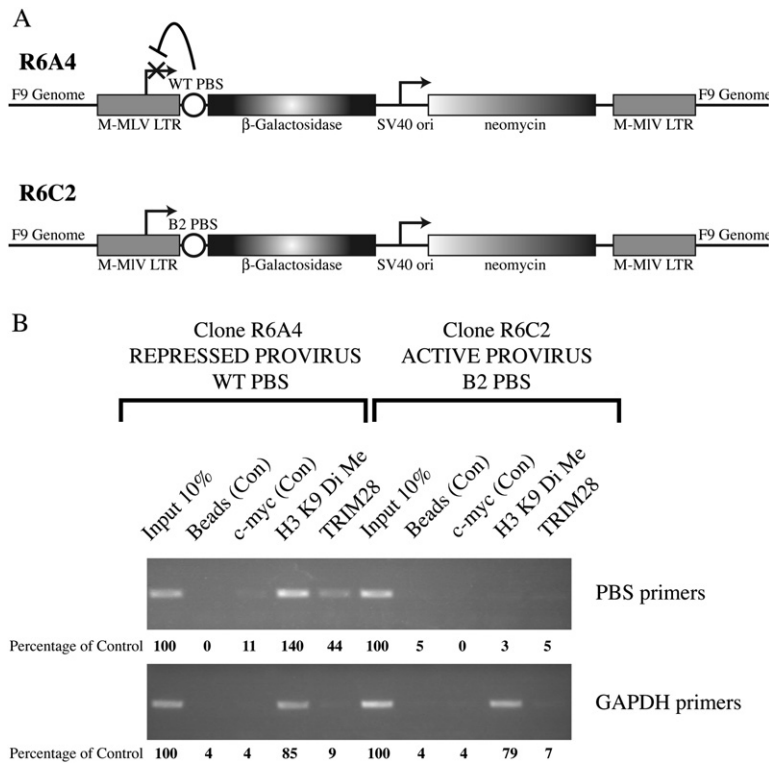 A
R6A4
WT PBS
F9 Genome
F9 Genome
M-MLV LTR
β-Galactosidase
SV40 ori
neomycin
M-MlV LTR
R6C2
B2 PBS
F9 Genome
F9 Genome
M-MlV LTR
β-Galactosidase
SV40 ori
neomycin
M-MlV LTR
B
Clone R6A4
REPRESSED PROVIRUS
WT PBS
Clone R6C2
ACTIVE PROVIRUS
B2 PBS
Input 10%
Beads (Con)
c-myc (Con)
H3 K9 Di Me
TRIM28
Input 10%
Beads (Con)
c-myc (Con)
H3 K9 Di Me
TRIM28
PBS primers
Percentage of Control 100 0 11 140 44 100 5 0 3 5
GAPDH primers
Percentage of Control 100 4 4 85 9 100 4 4 79 7